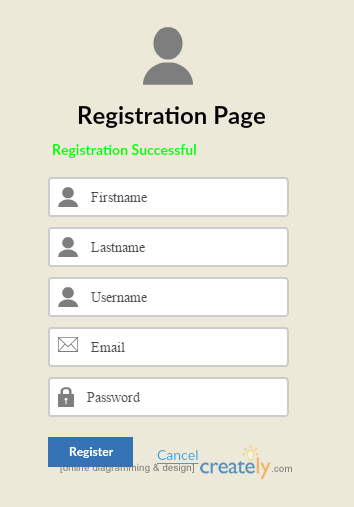 Registration Page
Registration Successful
Firstname
Lastname
Username
Email
Password
Register Cancel
[online diagramming & design] creately.com